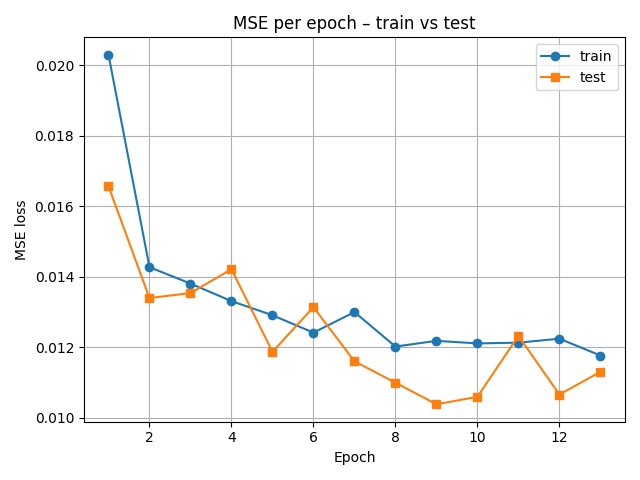 MSE per epoch – train vs test
train
test
MSE loss
0.020
0.018
0.016
0.014
0.012
0.010
2 4 6 8 10 12
Epoch